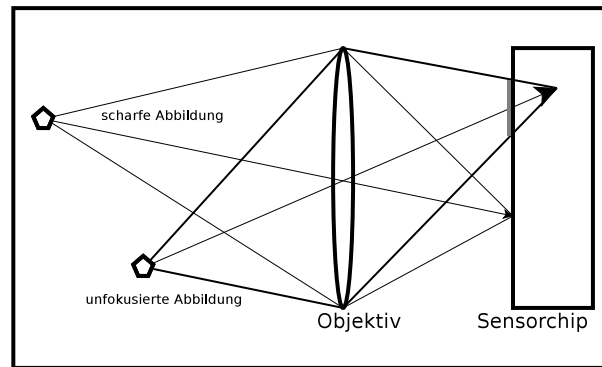 scharfe Abbildung
unfokusierte Abbildung
Objektiv
Sensorchip